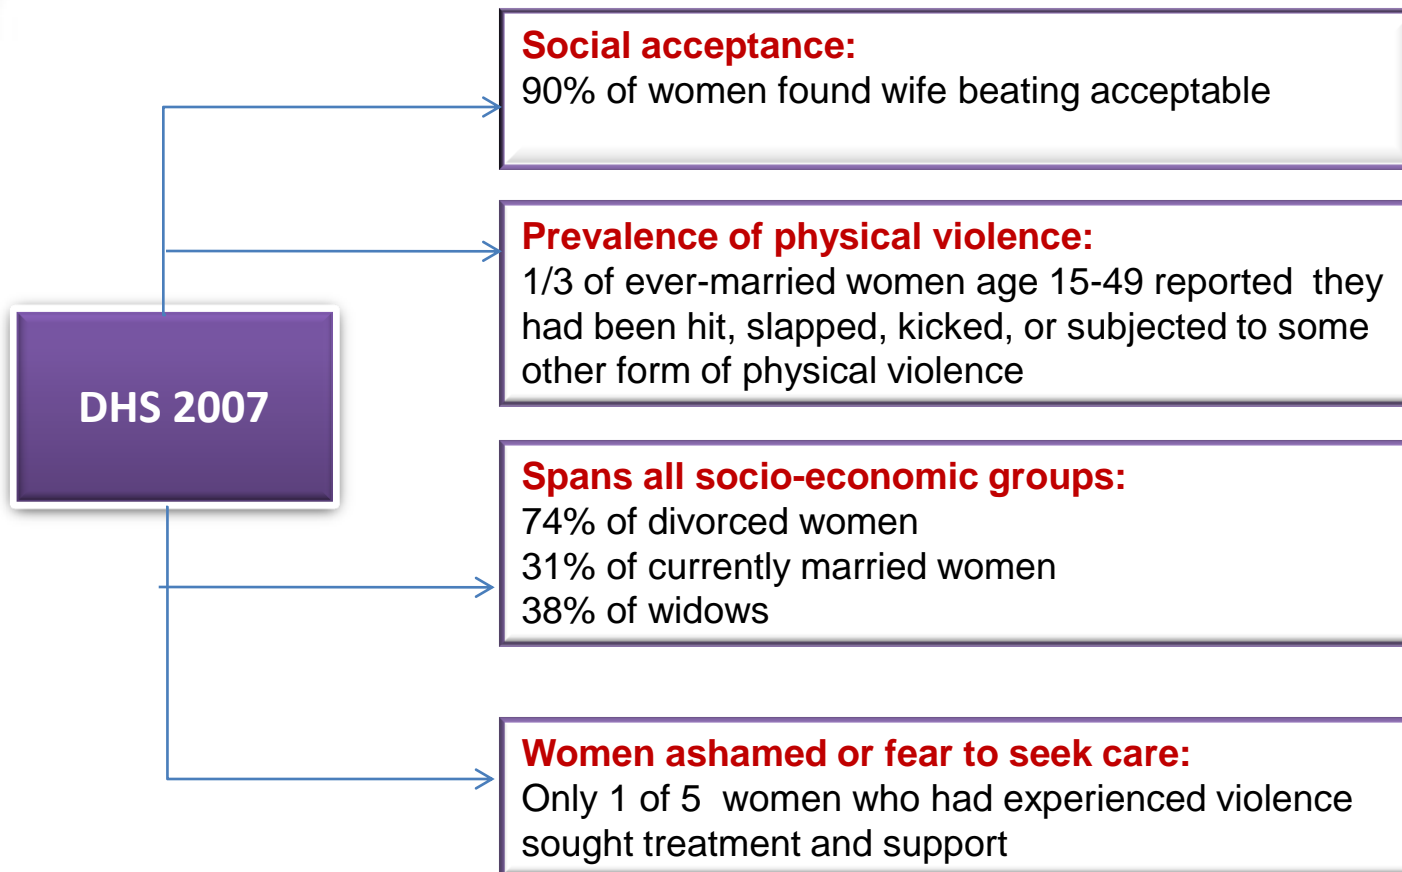 Social acceptance:
90% of women found wife beating acceptable
Prevalence of physical violence:
1/3 of ever-married women age 15-49 reported  they
had been hit, slapped, kicked, or subjected to some
other form of physical violence
DHS 2007
Spans all socio-economic groups:
74% of divorced women
31% of currently married women
38% of widows
Women ashamed or fear to seek care:
Only 1 of 5  women who had experienced violence
sought treatment and support